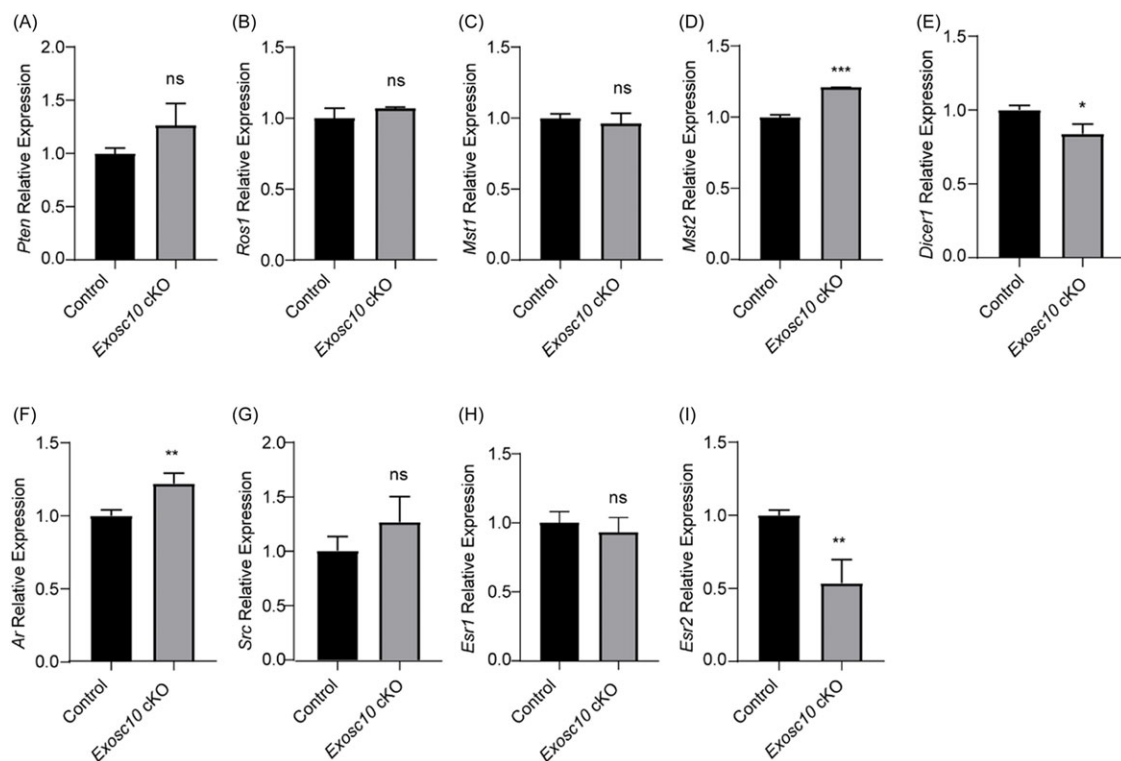 (A)
Pten Relative Expression
2.0
1.5
1.0
0.5
0.0
ns
Control
Exosc10 cKO
(B)
Ros1 Relative Expression
1.5
1.0
0.5
0.0
ns
Control
Exosc10 cKO
(C)
Mst1 Relative Expression
1.5
1.0
0.5
0.0
ns
Control
Exosc10 cKO
(D)
Mst2 Relative Expression
1.5
1.0
0.5
0.0
***
Control
Exosc10 cKO
(E)
Dicer1 Relative Expression
1.5
1.0
0.5
0.0
*
Control
Exosc10 cKO
(F)
Ar Relative Expression
1.5
1.0
0.5
0.0
**
Control
Exosc10 cKO
(G)
Src Relative Expression
2.0
1.5
1.0
0.5
0.0
ns
Control
Exosc10 cKO
(H)
Esr1 Relative Expression
1.5
1.0
0.5
0.0
ns
Control
Exosc10 cKO
(I)
Esr2 Relative Expression
1.5
1.0
0.5
0.0
**
Control
Exosc10 cKO